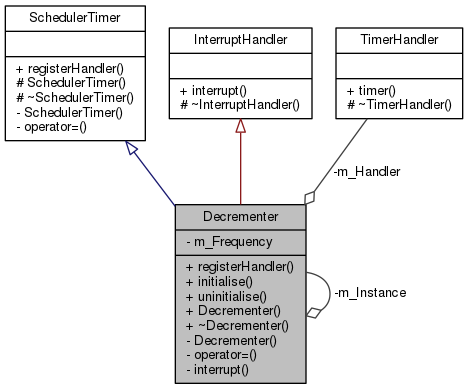 SchedulerTimer
+ registerHandler()
# SchedulerTimer()
# ~SchedulerTimer()
- SchedulerTimer()
- operator=()
InterruptHandler
+ interrupt()
# ~InterruptHandler()
TimerHandler
+ timer()
# ~TimerHandler()
-m_Handler
Decrementer
- m_Frequency
+ registerHandler()
+ initialise()
+ uninitialise()
+ Decrementer()
+ ~Decrementer()
- Decrementer()
- operator=()
- interrupt()
-m_Instance